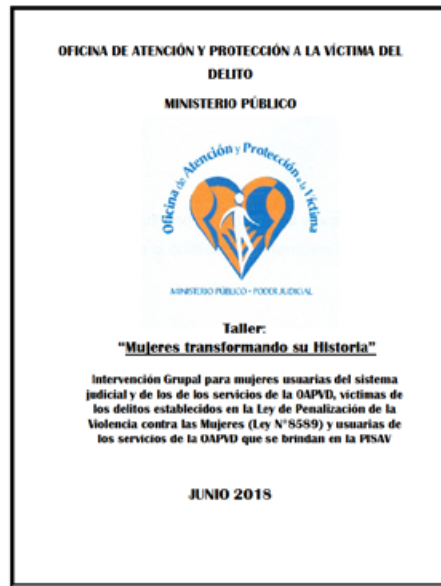 OFICINA DE ATENCIÓN Y PROTECCIÓN A LA VÍCTIMA DEL
DELITO
MINISTERIO PÚBLICO
Oficina de Atención y Protección a la Víctima
MINISTERIO PÚBLICO - PODER JUDICIAL
Taller:
"Mujeres transformando su Historia"
Intervención Grupal para mujeres usuarias del sistema
judicial y de los de los servicios de la OAPVD, víctimas de
los delitos establecidos en la Ley de Penalización de la
Violencia contra las Mujeres (Ley N°8589) y usuarias de
los servicios de la OAPVD que se brindan en la PISAV
JUNIO 2018